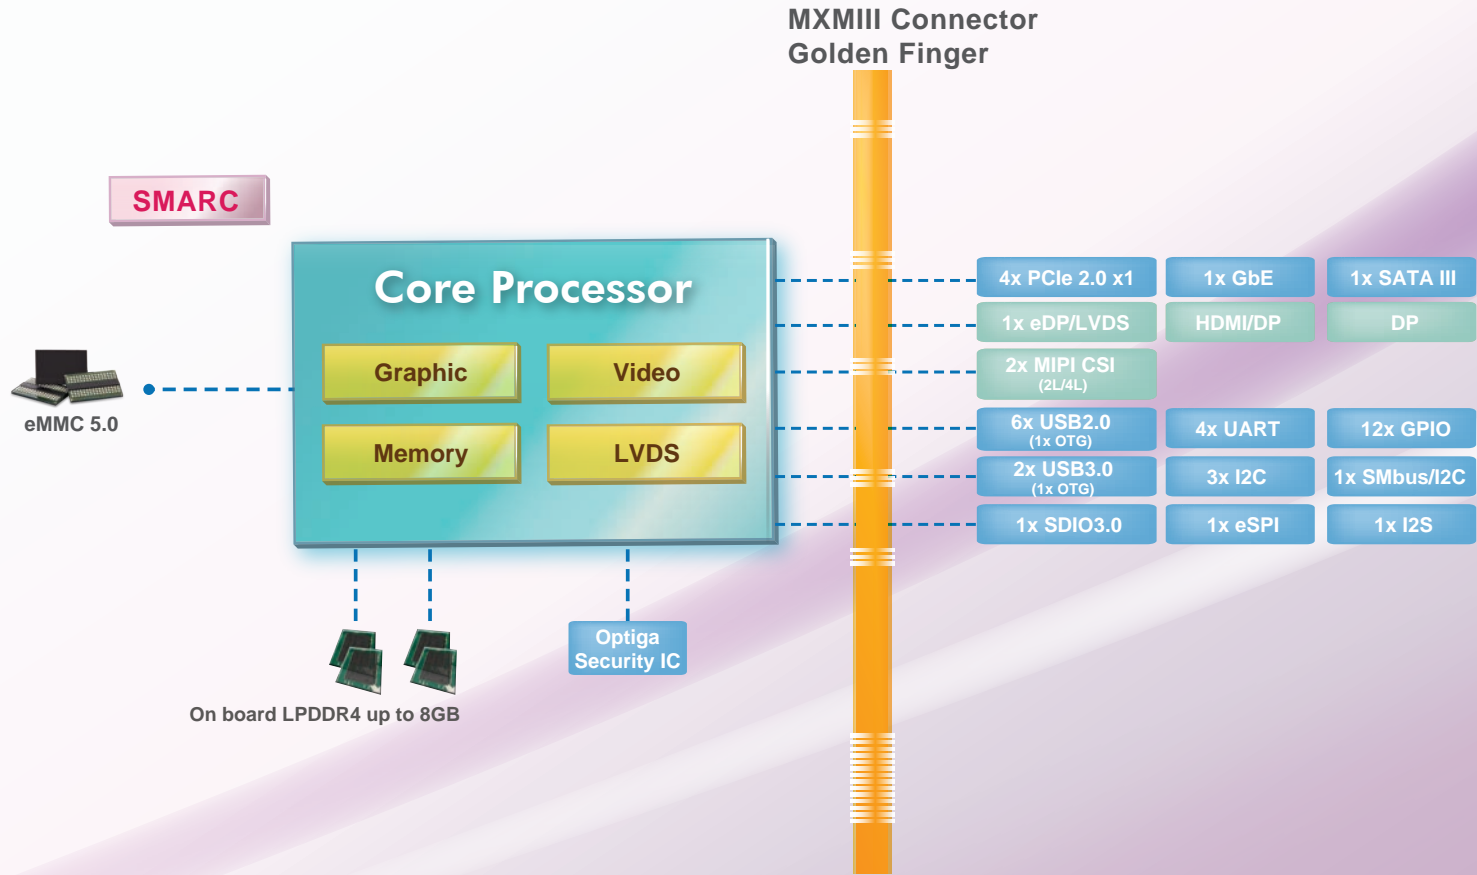 MXMIII Connector
Golden Finger
SMARC
Core Processor
Graphic
Video
Memory
LVDS
eMMC 5.0
On board LPDDR4 up to 8GB
Optiga
Security IC
4x PCIe 2.0 x1
1x GbE
1x SATA III
1x eDP/LVDS
HDMI/DP
DP
2x MIPI CSI
(2L/4L)
6x USB2.0
(1x OTG)
4x UART
12x GPIO
2x USB3.0
(1x OTG)
3x I2C
1x SMbus/I2C
1x SDIO3.0
1x eSPI
1x I2S